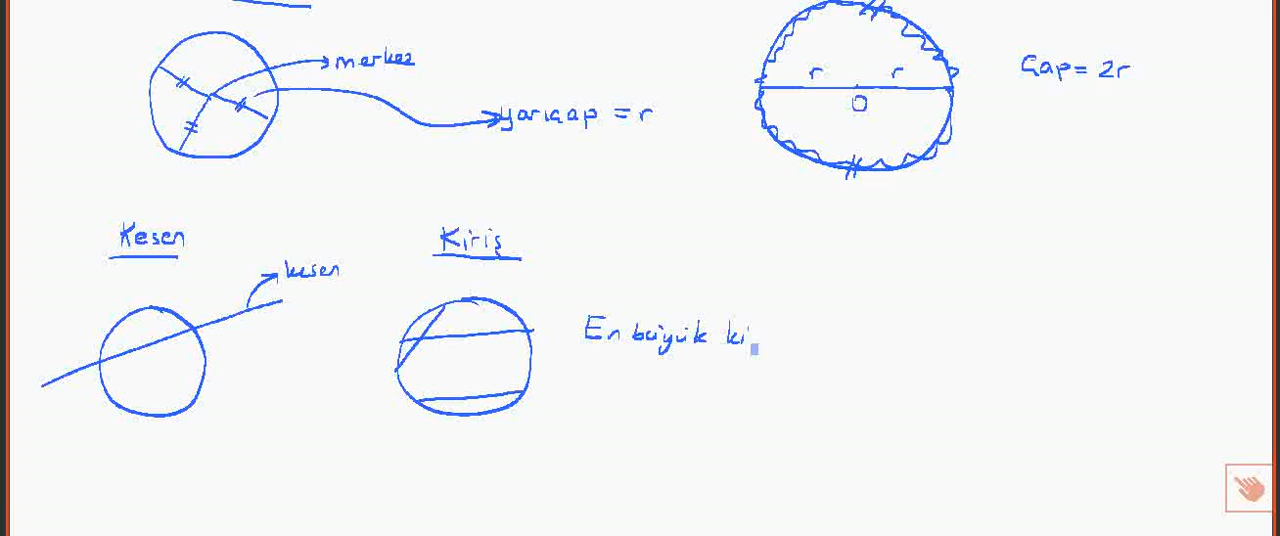 merkez
yarıçap = r
r r
O
Çap = 2r
Kesen
kesen
Kiriş
En büyük ki